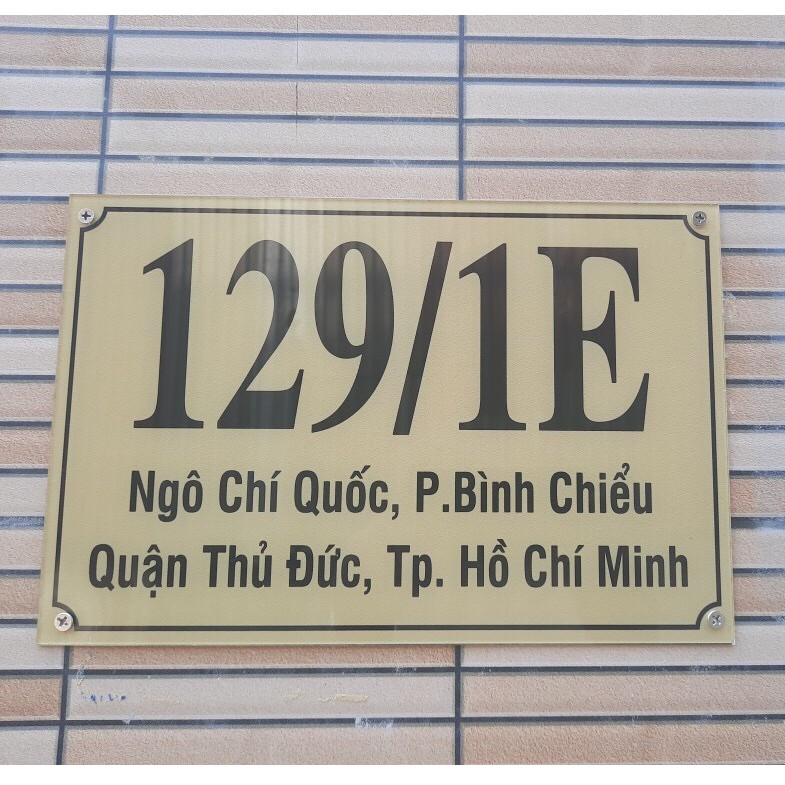 129/1E
Ngô Chí Quốc, P.Bình Chiểu
Quận Thủ Đức, Tp. Hồ Chí Minh